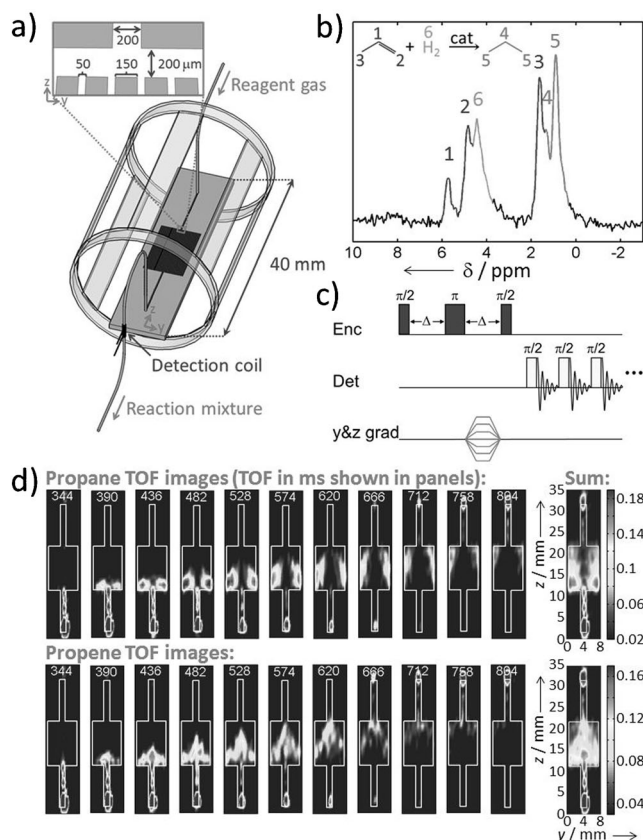 a)
200
50
150
200 μm
z
y
Reagent gas
40 mm
z
y
Detection coil
Reaction mixture
b)
1
6
4
3
2
+ H₂
cat
5
5
5
3
4
2
6
1
10 8 6 4 2 0 -2
δ / ppm
c)
π/2 π π/2
Enc
Δ Δ
π/2 π/2 π/2
Det
...
y&z grad
d)
Propane TOF images (TOF in ms shown in panels):
Sum:
344 390 436 482 528 574 620 666 712 758 804
35
30
25
20
15
10
5
0
z / mm
0 4 8
0.18
0.14
0.1
0.06
0.02
Propene TOF images:
344 390 436 482 528 574 620 666 712 758 804
35
30
25
20
15
10
5
0
z / mm
0 4 8
y / mm
0.16
0.12
0.08
0.04